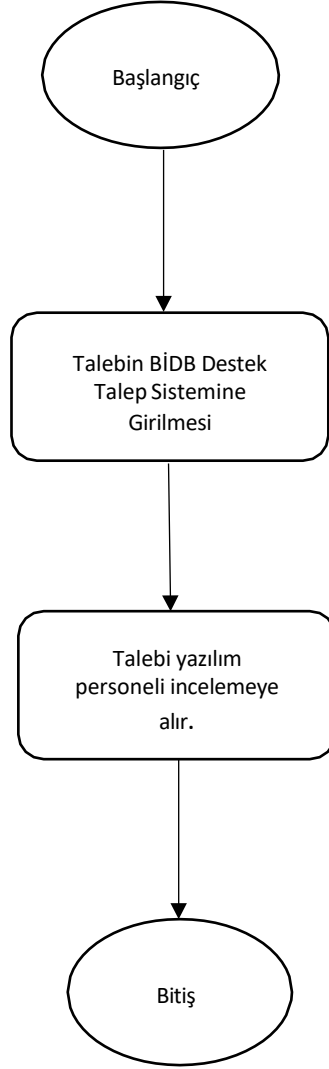 Başlangıç
Talebin BİDB Destek
Talep Sistemine
Girilmesi
Talebi yazılım
personeli incelemeye
alır.
Bitiş